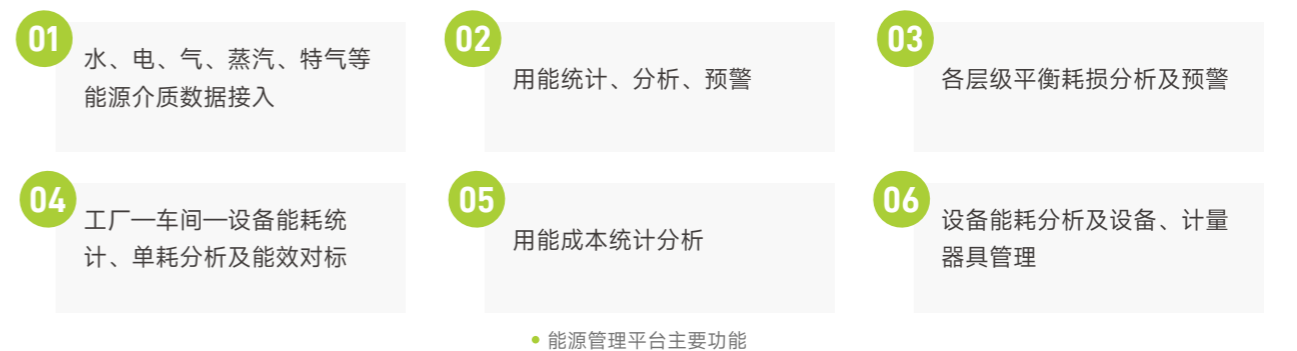 01
水、电、气、蒸汽、特气等
能源介质数据接入
02
用能统计、分析、预警
03
各层级平衡耗损分析及预警
04
工厂—车间—设备能耗统
计、单耗分析及能效对标
05
用能成本统计分析
06
设备能耗分析及设备、计量
器具管理
能源管理平台主要功能